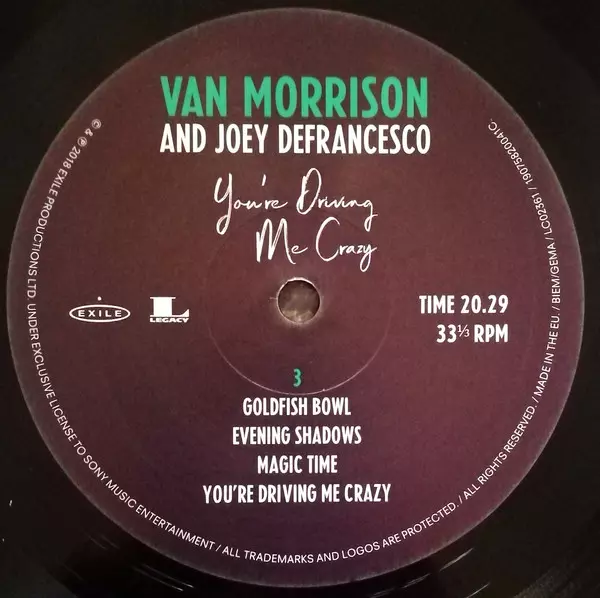 VAN MORRISON
AND JOEY DEFRANCESCO
You're Driving
Me Crazy
EXILE
L
LEGACY
TIME 20.29
33⅓ RPM
3
GOLDFISH BOWL
EVENING SHADOWS
MAGIC TIME
YOU'RE DRIVING ME CRAZY
© & ℗ 2018 EXILE PRODUCTIONS LTD. UNDER EXCLUSIVE LICENSE TO SONY MUSIC ENTERTAINMENT / ALL TRADEMARKS AND LOGOS ARE PROTECTED. / ALL RIGHTS RESERVED. / MADE IN THE EU. / BIEM/GEMA / LC02361 / 19075820041C.